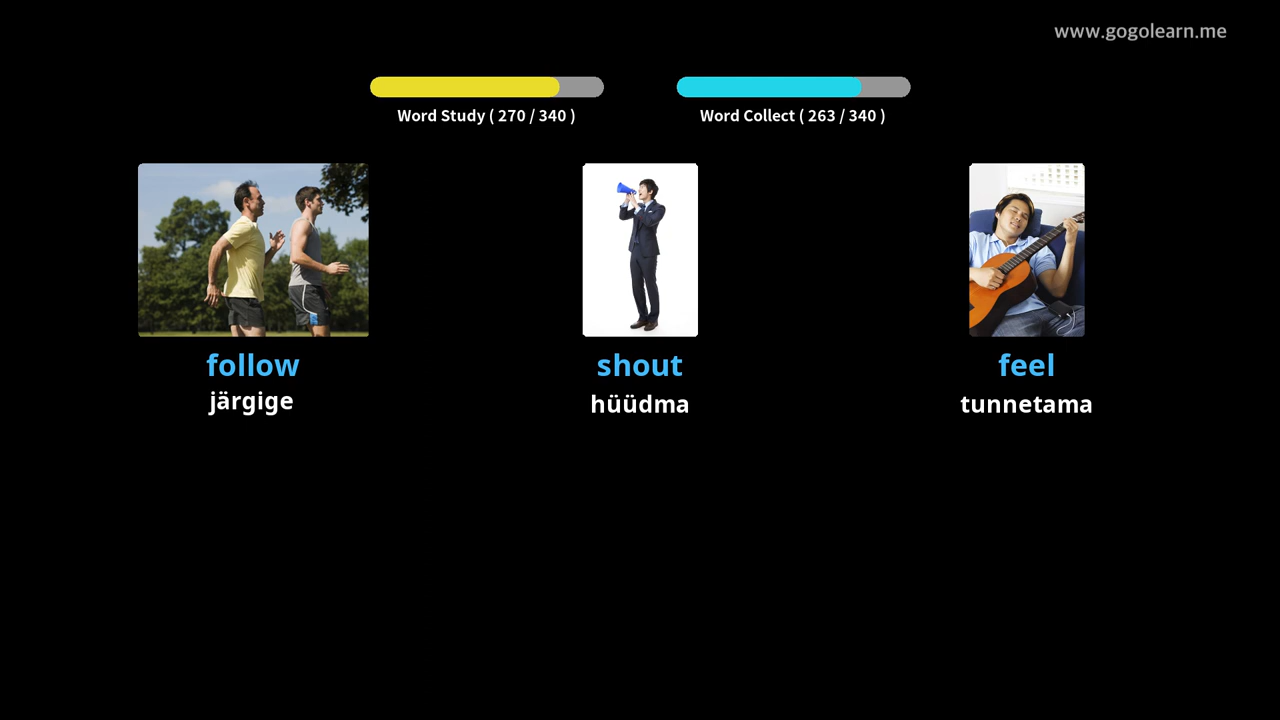 www.gogolearn.me
Word Study ( 270 / 340 )
Word Collect ( 263 / 340 )
follow
järgige
shout
hüüdma
feel
tunnetama